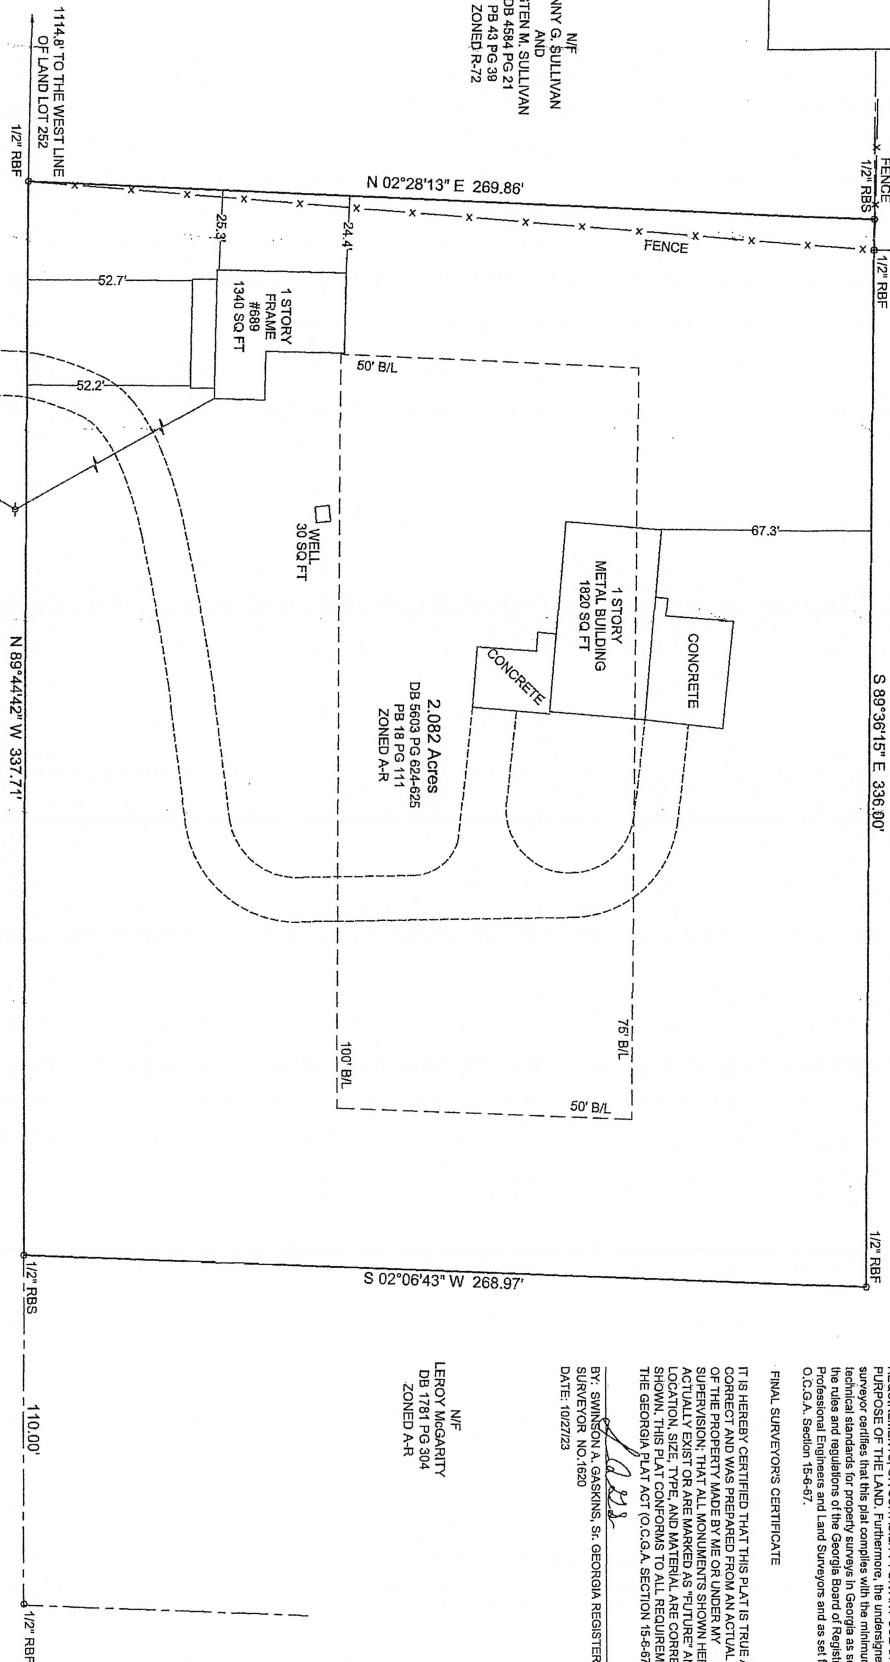 N/F
NNY G. SULLIVAN
AND
STEN M. SULLIVAN
DB 4584 PG 21
PB 43 PG 39
ZONED R-72
1114.8' TO THE WEST LINE
OF LAND LOT 252
1/2" RBF
FENCE
1/2" RBS
1/2" RBF
N 02°28'13" E 269.86'
FENCE
25.3'
24.4'
52.7'
52.2'
1 STORY
FRAME
#689
1340 SQ FT
50' B/L
67.3'
WELL
30 SQ FT
1 STORY
METAL BUILDING
1820 SQ FT
CONCRETE
CONCRETE
2.082 Acres
DB 5603 PG 624-625
PB 18 PG 111
ZONED A-R
S 89°36'15" E 336.00'
N 89°44'42" W 337.71'
75' B/L
100' B/L
50' B/L
1/2" RBF
S 02°06'43" W 268.97'
1/2" RBS
110.00'
1/2" RBF
N/F
LEROY McGARITY
DB 1781 PG 304
ZONED A-R
PURPOSE OF THE LAND. Furthermore, the undersigne
surveyor certifies that this plat complies with the minimum
technical standards for property surveys in Georgia as s
the rules and regulations of the Georgia Board of Regist
Professional Engineers and Land Surveyors and as set f
O.C.G.A. Section 15-6-67.
FINAL SURVEYOR'S CERTIFICATE
IT IS HEREBY CERTIFIED THAT THIS PLAT IS TRUE
CORRECT AND WAS PREPARED FROM AN ACTUAL
OF THE PROPERTY MADE BY ME OR UNDER MY
SUPERVISION; THAT ALL MONUMENTS SHOWN HE
ACTUALLY EXIST OR ARE MARKED AS "FUTURE" A
LOCATION, SIZE, TYPE, AND MATERIAL ARE CORRE
SHOWN. THIS PLAT CONFORMS TO ALL REQUIREM
THE GEORGIA PLAT ACT (O.C.G.A. SECTION 15-6-67
BY: SWINSON A. GASKINS, Sr. GEORGIA REGISTER
SURVEYOR NO.1620
DATE: 10/27/23